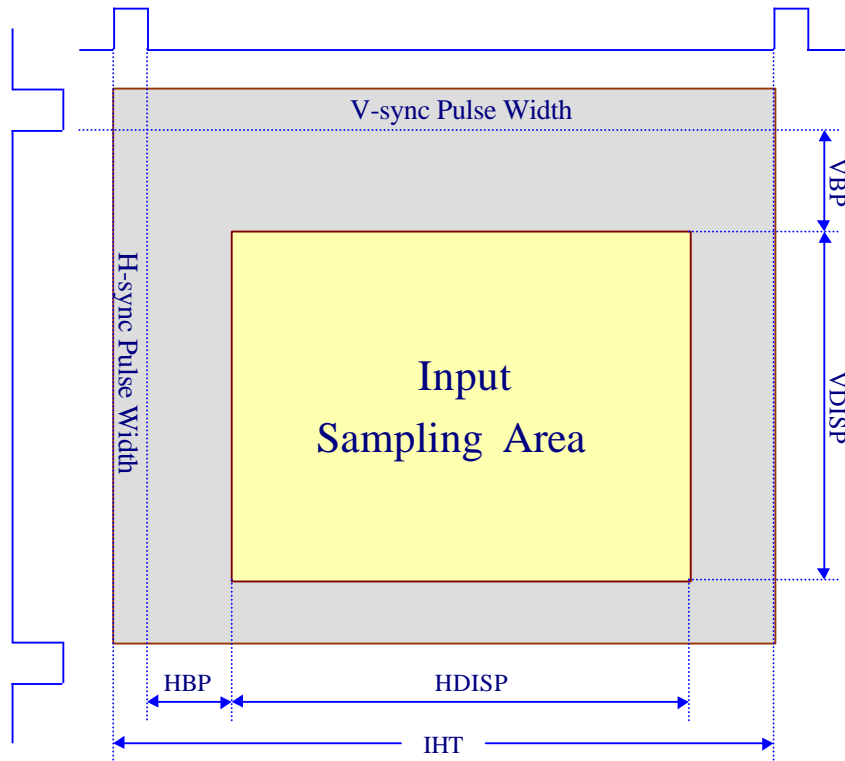 V-sync Pulse Width
VBP
H-sync Pulse Width
Input
Sampling Area
VDISP
HBP
HDISP
IHT